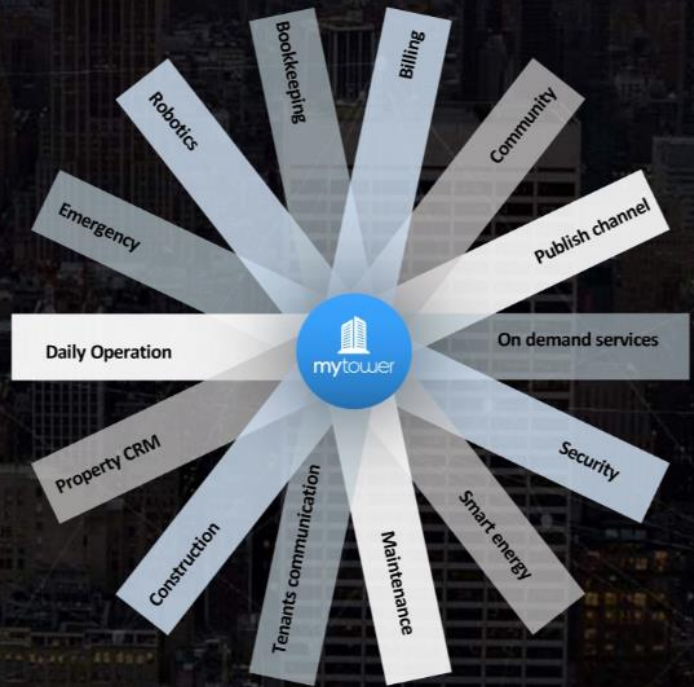 Bookkeeping
Billing
Robotics
Community
Emergency
Publish channel
Daily Operation
On demand services
mytower
Property CRM
Security
Construction
Tenants communication
Maintenance
Smart energy